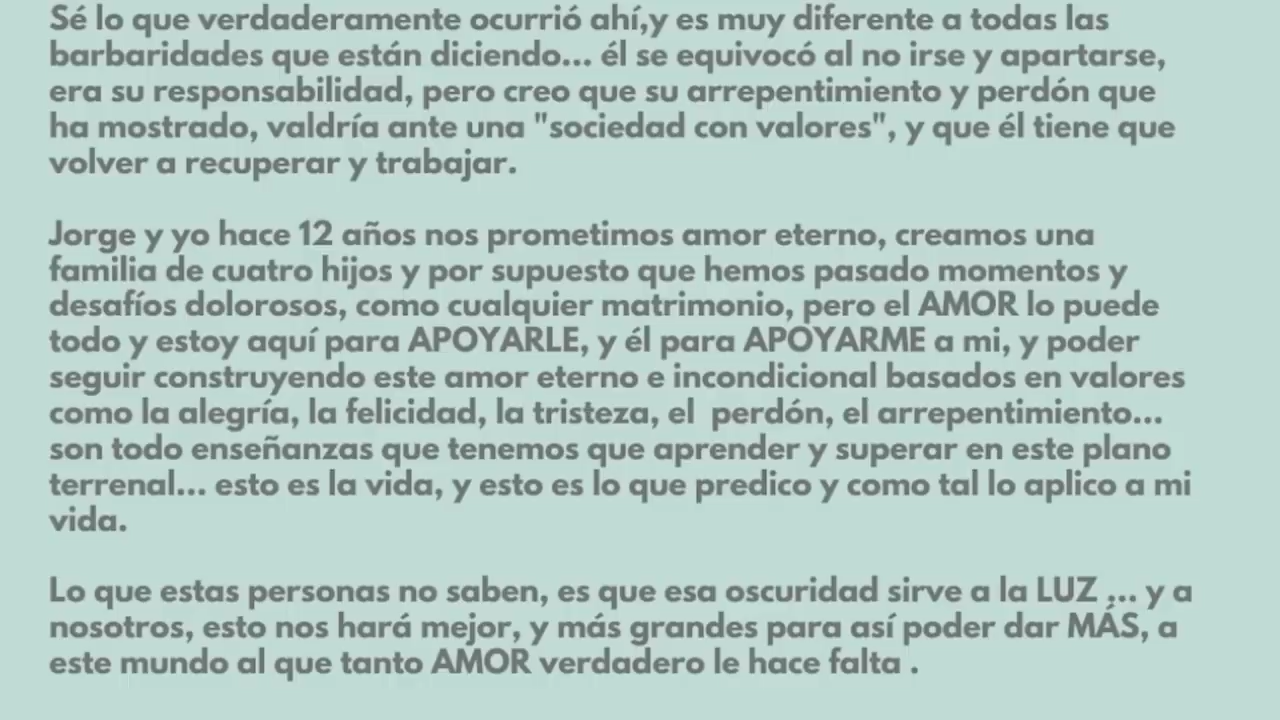 Sé lo que verdaderamente ocurrió ahí,y es muy diferente a todas las
barbaridades que están diciendo... él se equivocó al no irse y apartarse,
era su responsabilidad, pero creo que su arrepentimiento y perdón que
ha mostrado, valdría ante una "sociedad con valores", y que él tiene que
volver a recuperar y trabajar.
Jorge y yo hace 12 años nos prometimos amor eterno, creamos una
familia de cuatro hijos y por supuesto que hemos pasado momentos y
desafíos dolorosos, como cualquier matrimonio, pero el AMOR lo puede
todo y estoy aquí para APOYARLE, y él para APOYARME a mi, y poder
seguir construyendo este amor eterno e incondicional basados en valores
como la alegría, la felicidad, la tristeza, el  perdón, el arrepentimiento...
son todo enseñanzas que tenemos que aprender y superar en este plano
terrenal... esto es la vida, y esto es lo que predico y como tal lo aplico a mi
vida.
Lo que estas personas no saben, es que esa oscuridad sirve a la LUZ ... y a
nosotros, esto nos hará mejor, y más grandes para así poder dar MÁS, a
este mundo al que tanto AMOR verdadero le hace falta .